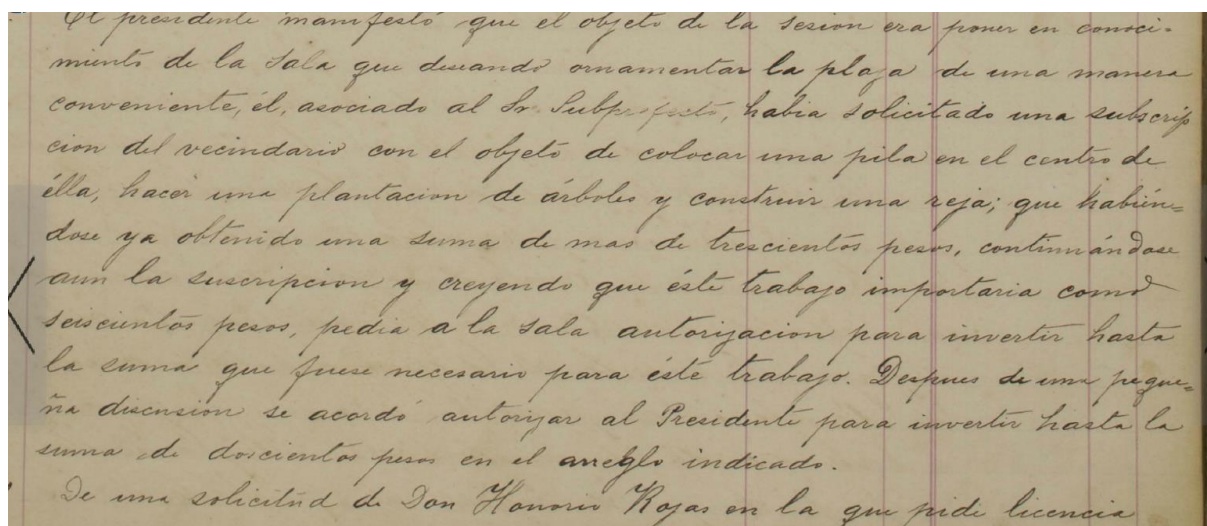 El presidente manifestó que el objeto de la sesion era poner en conoci-
miento de la Sala que deseando ornamentar la plaza de una manera
conveniente, él, asociado al Sr. Subprefecto, habia solicitado una subscrip
cion del vecindario con el objeto de colocar una pila en el centro de
élla, hacer una plantacion de árboles y construir una reja; que habién=
dose ya obtenido una suma de mas de trescientos pesos, continuándose
aun la suscripcion y creyendo que éste trabajo importaria como
seiscientos pesos, pedia a la sala autorizacion para invertir hasta
la suma que fuese necesario para éste trabajo. Despues de una peque=
ña discusion se acordó autorizar al Presidente para invertir hasta la
suma de doscientos pesos en el arreglo indicado.
De una solicitud de Don Honorio Rojas en la que pide licencia